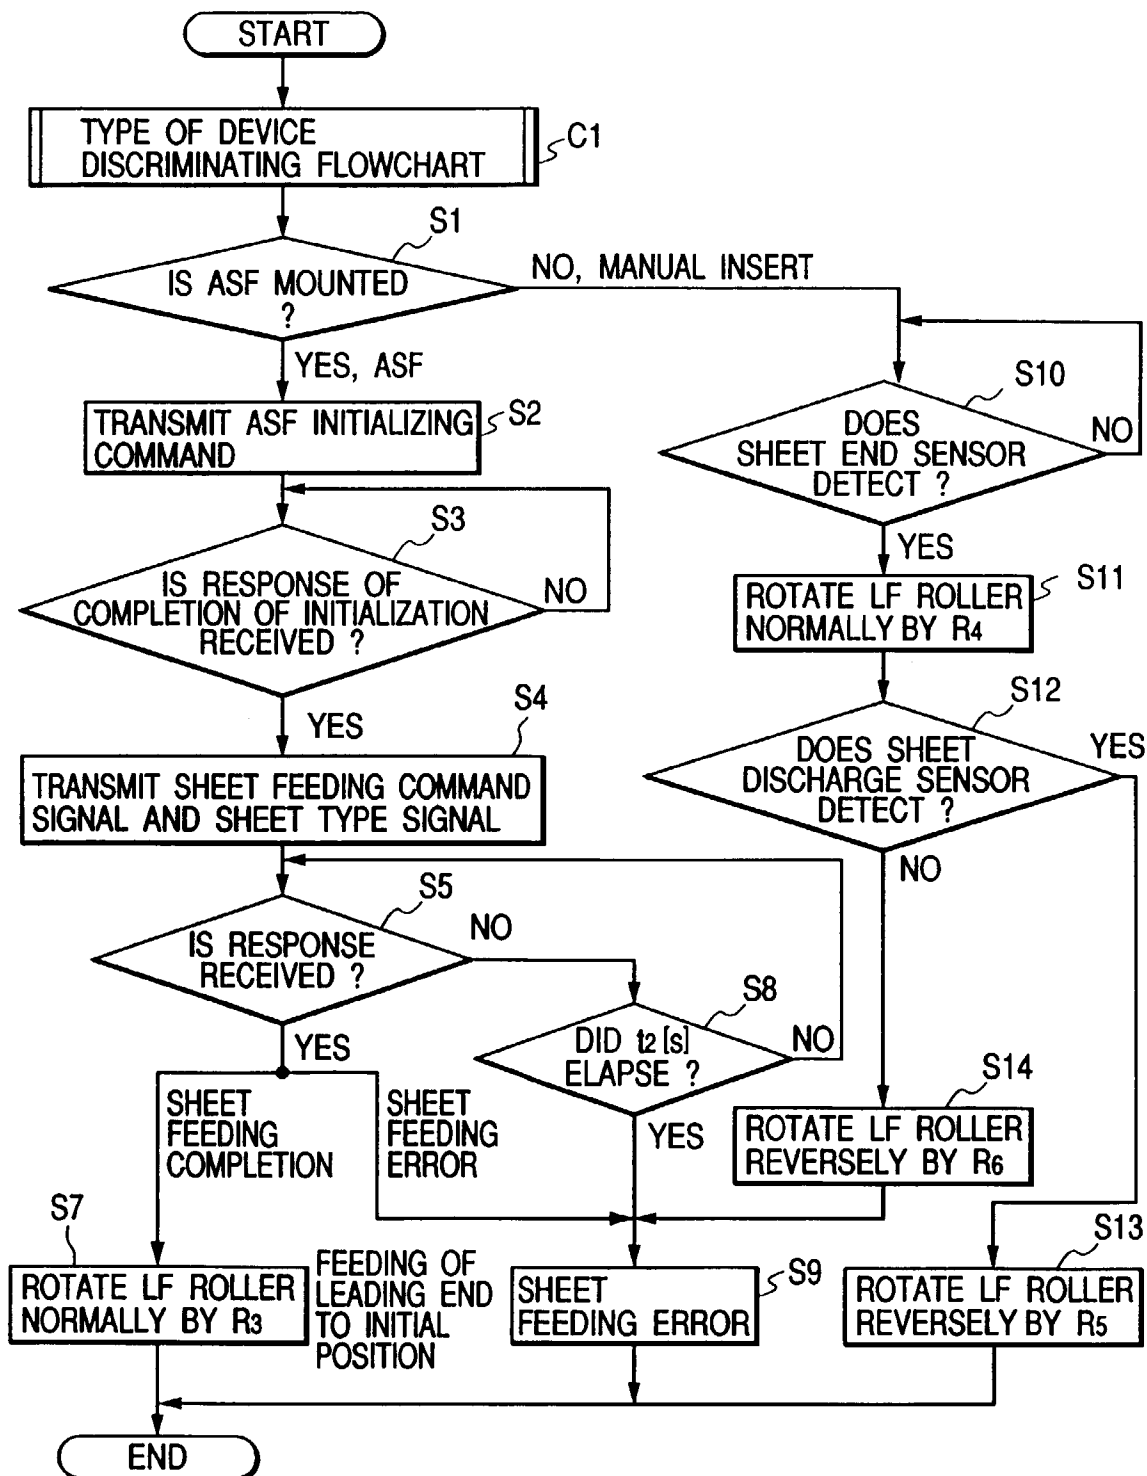 START
TYPE OF DEVICE
DISCRIMINATING FLOWCHART
C1
S1
IS ASF MOUNTED
?
NO, MANUAL INSERT
YES, ASF
S2
TRANSMIT ASF INITIALIZING
COMMAND
S3
IS RESPONSE OF
COMPLETION OF INITIALIZATION
RECEIVED ?
NO
YES
S4
TRANSMIT SHEET FEEDING COMMAND
SIGNAL AND SHEET TYPE SIGNAL
S5
IS RESPONSE
RECEIVED ?
NO
YES
S8
DID t2 [s]
ELAPSE ?
NO
YES
SHEET
FEEDING
COMPLETION
SHEET
FEEDING
ERROR
S7
ROTATE LF ROLLER
NORMALLY BY R3
FEEDING OF
LEADING END
TO INITIAL
POSITION
S9
SHEET
FEEDING ERROR
S10
DOES
SHEET END SENSOR
DETECT ?
NO
YES
S11
ROTATE LF ROLLER
NORMALLY BY R4
S12
DOES SHEET
DISCHARGE SENSOR
DETECT ?
YES
NO
S14
ROTATE LF ROLLER
REVERSELY BY R6
S13
ROTATE LF ROLLER
REVERSELY BY R5
END